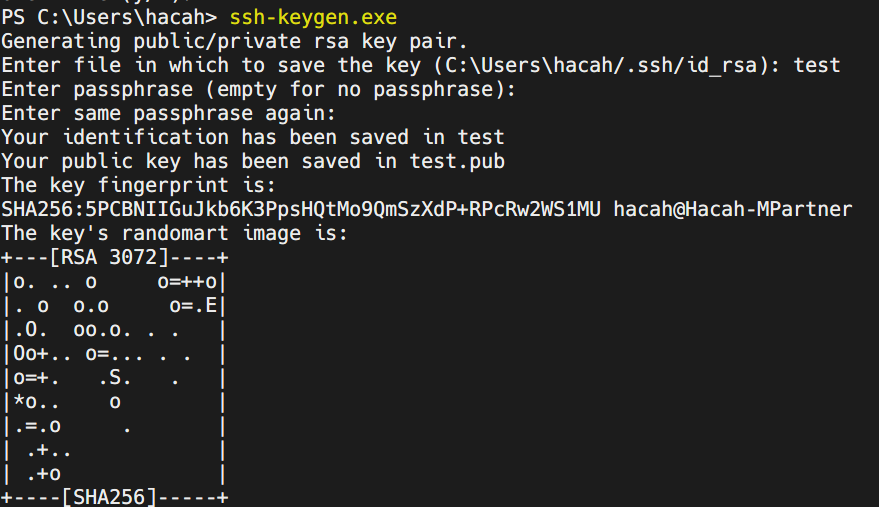 PS C:\Users\hacah> ssh-keygen.exe
Generating public/private rsa key pair.
Enter file in which to save the key (C:\Users\hacah/.ssh/id_rsa): test
Enter passphrase (empty for no passphrase):
Enter same passphrase again:
Your identification has been saved in test
Your public key has been saved in test.pub
The key fingerprint is:
SHA256:5PCBNIIGuJkb6K3PpsHQtMo9QmSzXdP+RPcRw2WS1MU hacah@Hacah-MPartner
The key's randomart image is:
+---[RSA 3072]----+
|o. .. o     o=++o|
|. o  o.o     o=.E|
|.O.  oo.o. . .   |
|Oo+.. o=... . .  |
|o=+.   .S.   .   |
|*o..    o        |
|.=.o     .       |
| .+..            |
| .+o             |
+----[SHA256]-----+